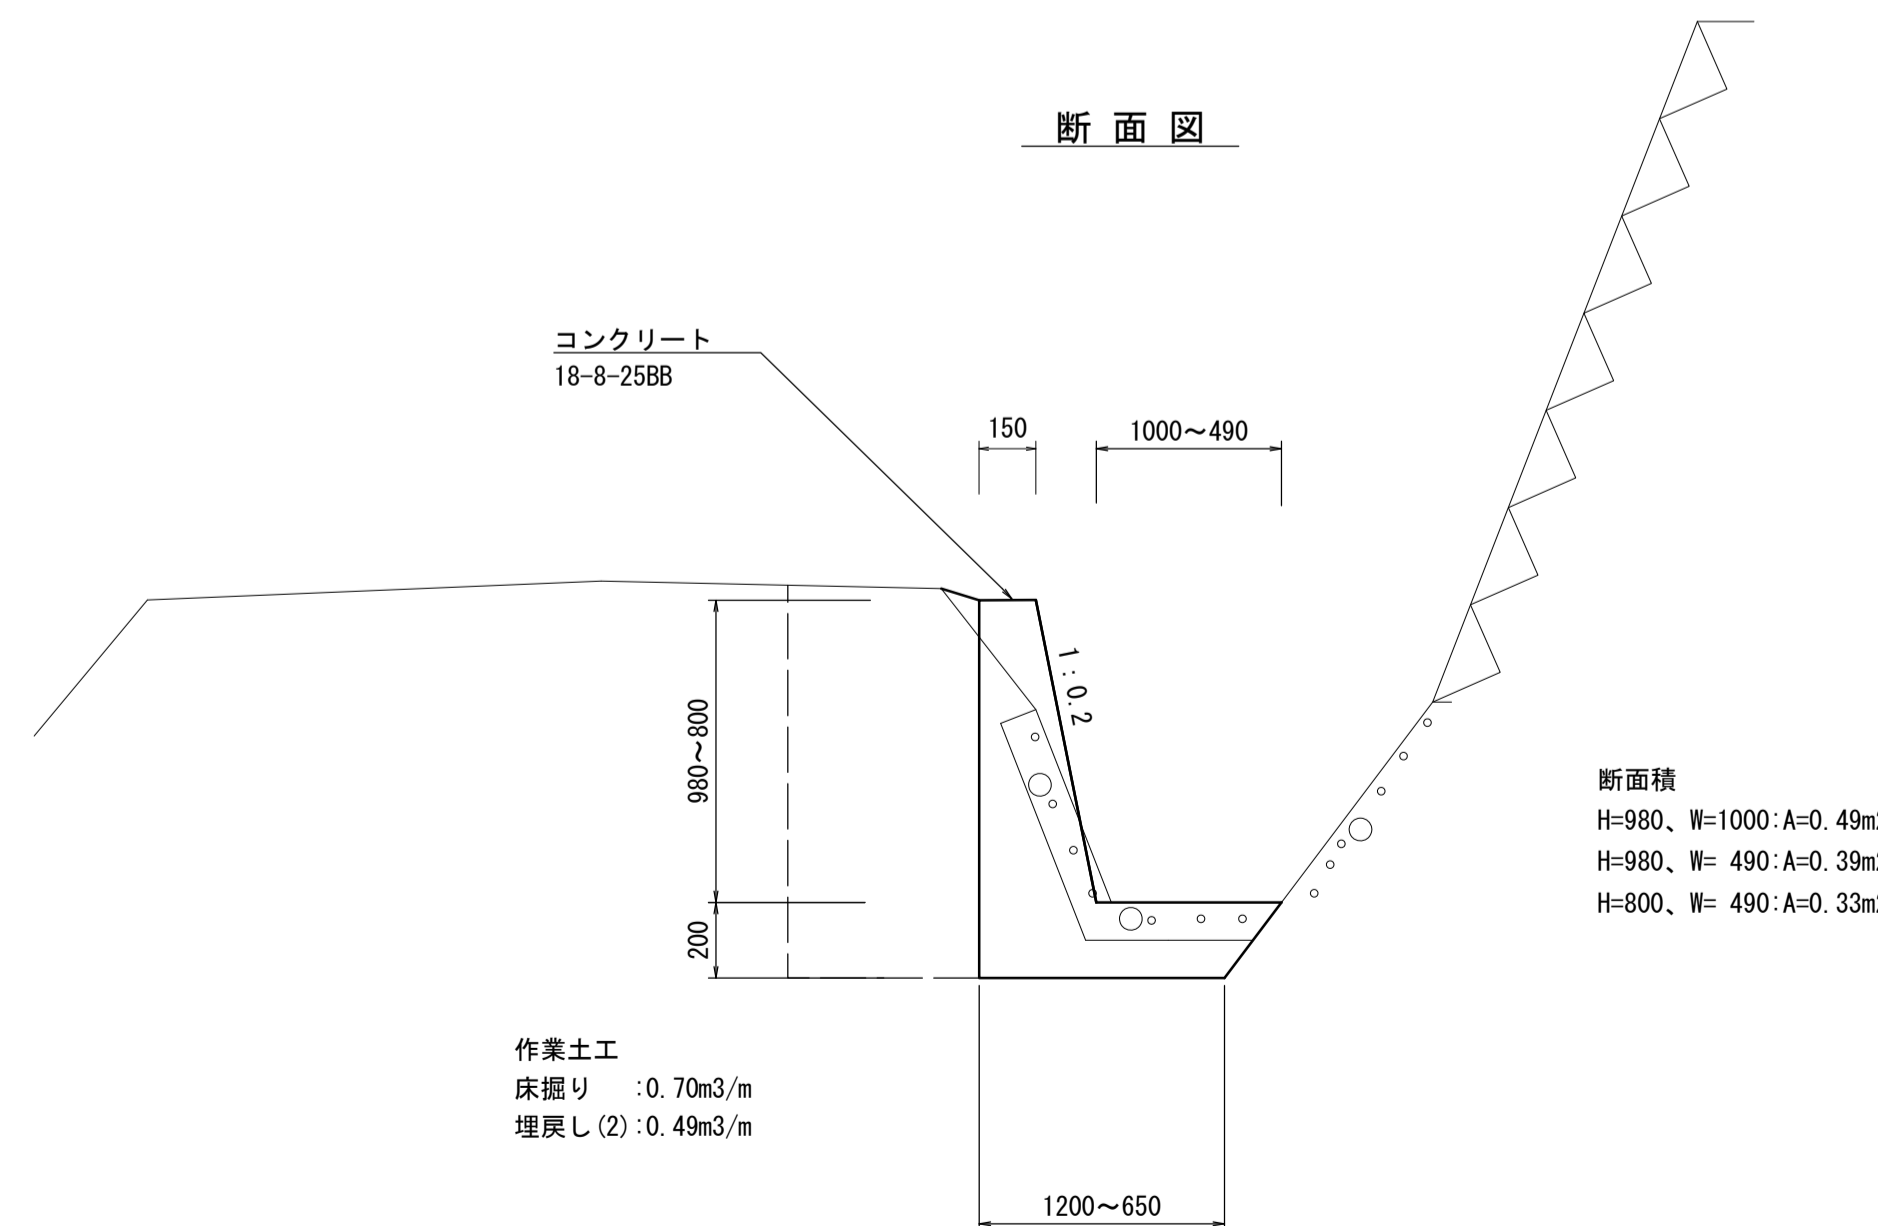 断面図
コンクリート
18-8-25BB
150
1000～490
1:0.2
980～800
200
断面積
H=980、W=1000:A=0.49m
H=980、W= 490:A=0.39m
H=800、W= 490:A=0.33m
作業土工
床掘り :0.70m3/m
埋戻し(2):0.49m3/m
1200～650